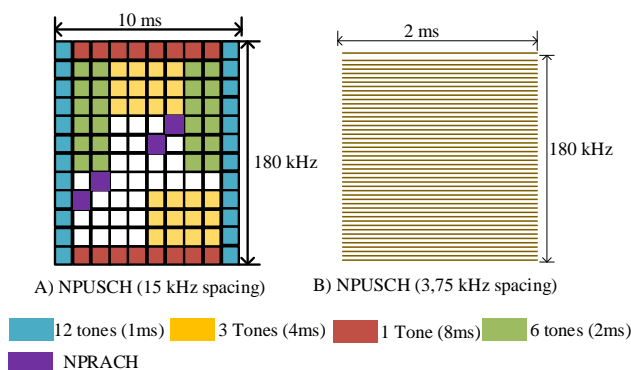 10 ms
2 ms
180 kHz
180 kHz
A) NPUSCH (15 kHz spacing)
B) NPUSCH (3,75 kHz spacing)
12 tones (1ms)
3 Tones (4ms)
1 Tone (8ms)
6 tones (2ms)
NPRACH